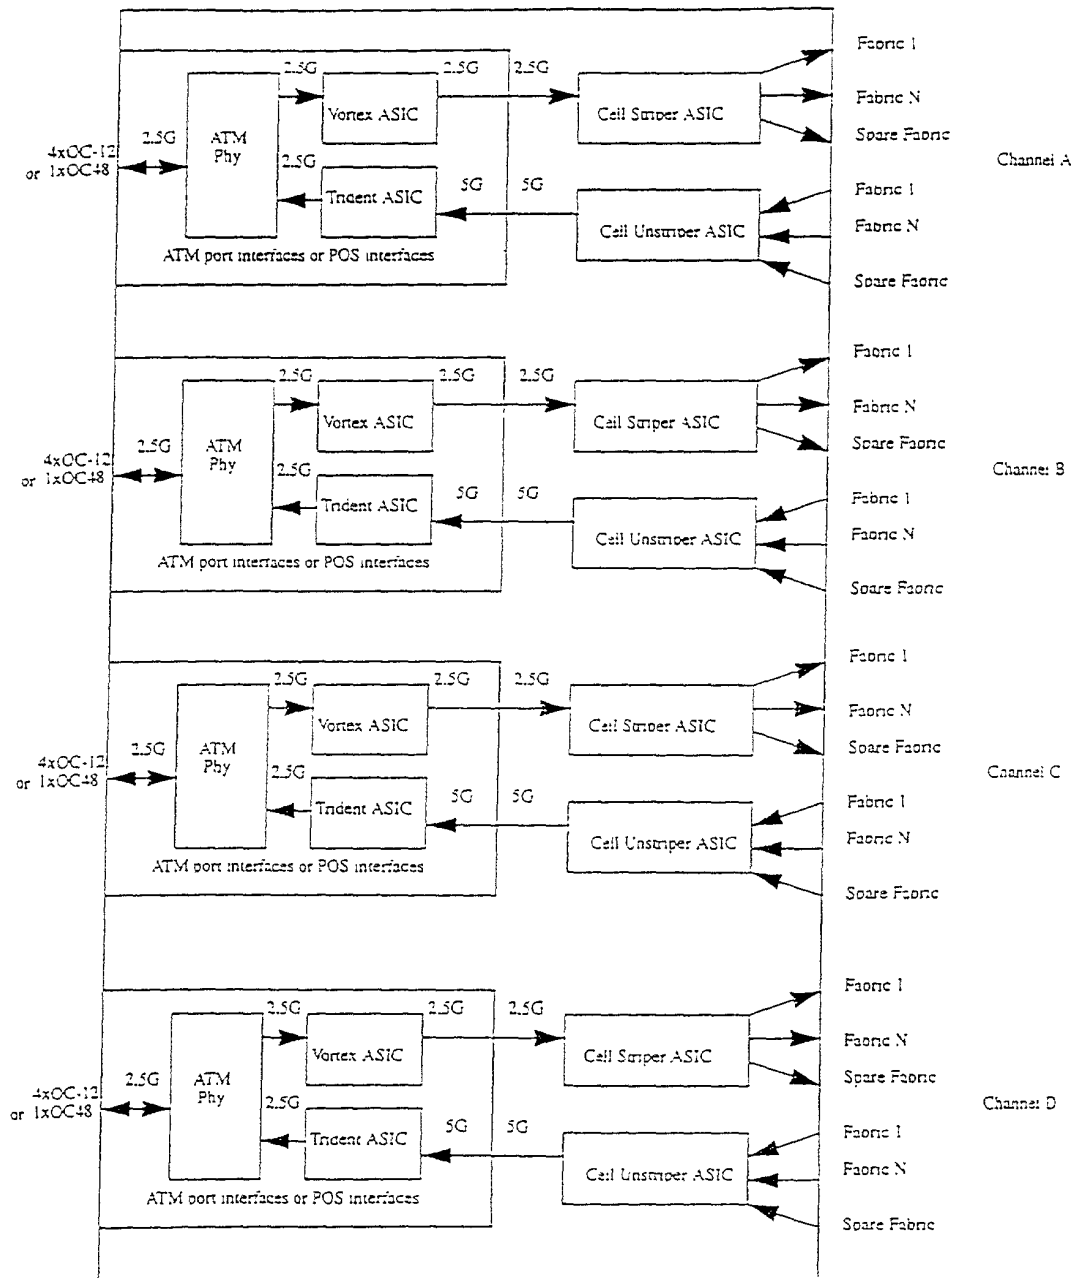 Fabric 1
2.5G 2.5G 2.5G
Vortex ASIC
Cell Striper ASIC
Fabric N
Spare Fabric
4xOC-12
or 1xOC48
2.5G
ATM
Phy
2.5G
Trident ASIC
5G 5G
Channel A
Fabric 1
Cell Unstriper ASIC
Fabric N
ATM port interfaces or POS interfaces
Spare Fabric
Fabric 1
2.5G 2.5G 2.5G
Vortex ASIC
Cell Striper ASIC
Fabric N
Spare Fabric
4xOC-12
or 1xOC48
2.5G
ATM
Phy
2.5G
Trident ASIC
5G 5G
Channel B
Fabric 1
Cell Unstriper ASIC
Fabric N
ATM port interfaces or POS interfaces
Spare Fabric
Fabric 1
2.5G 2.5G 2.5G
Vortex ASIC
Cell Striper ASIC
Fabric N
Spare Fabric
4xOC-12
or 1xOC48
2.5G
ATM
Phy
2.5G
Trident ASIC
5G 5G
Channel C
Fabric 1
Cell Unstriper ASIC
Fabric N
ATM port interfaces or POS interfaces
Spare Fabric
Fabric 1
2.5G 2.5G 2.5G
Vortex ASIC
Cell Striper ASIC
Fabric N
Spare Fabric
4xOC-12
or 1xOC48
2.5G
ATM
Phy
2.5G
Trident ASIC
5G 5G
Channel D
Fabric 1
Cell Unstriper ASIC
Fabric N
ATM port interfaces or POS interfaces
Spare Fabric